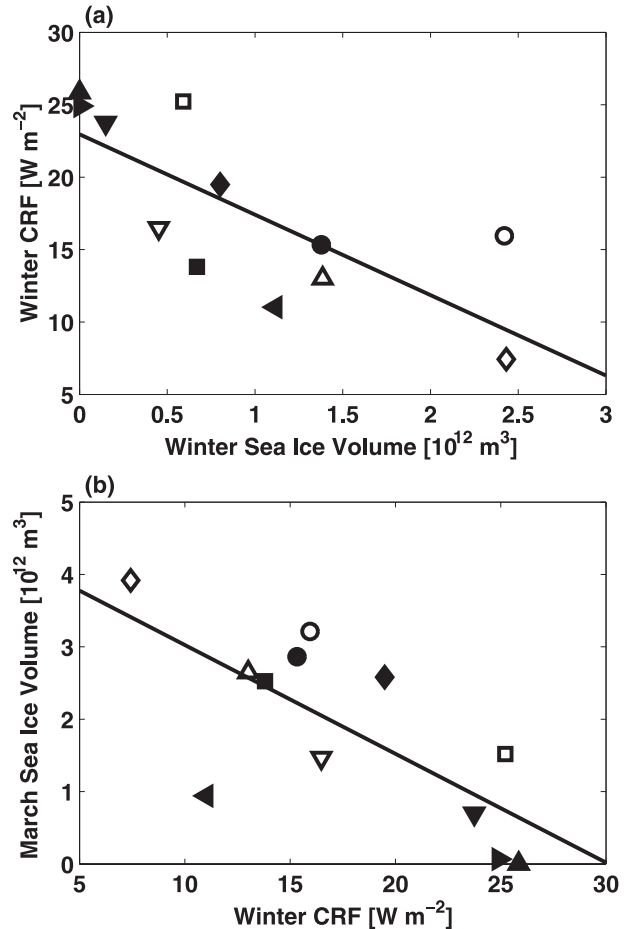 (a)
Winter CRF [W m⁻²]
30
25
20
15
10
5
0 0.5 1 1.5 2 2.5 3
Winter Sea Ice Volume [10¹² m³]
(b)
March Sea Ice Volume [10¹² m³]
5
4
3
2
1
0
5 10 15 20 25 30
Winter CRF [W m⁻²]